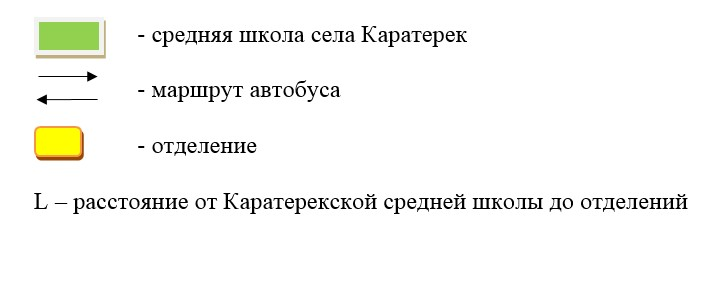 - средняя школа села Каратерек
- маршрут автобуса
- отделение
L – расстояние от Каратерекской средней школы до отделений